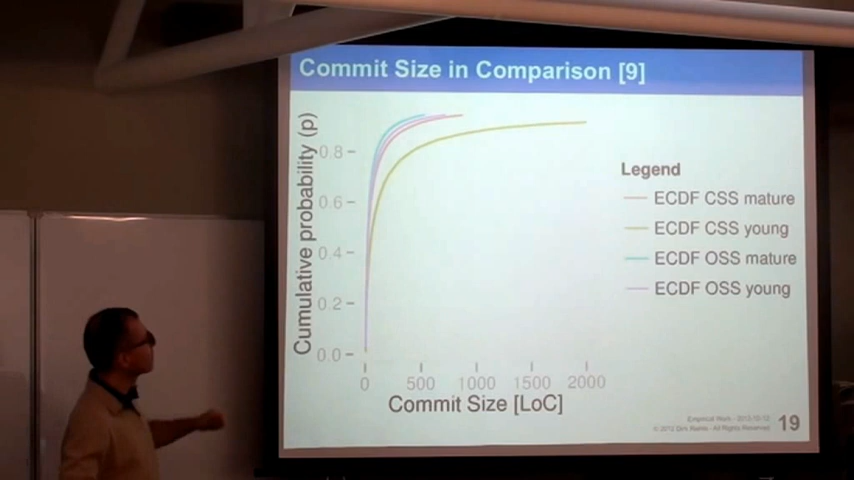 Commit Size in Comparison [9]
Cumulative probability (p)
0.8
0.6
0.4
0.2
0.0
0 500 1000 1500 2000
Commit Size [LoC]
Legend
ECDF CSS mature
ECDF CSS young
ECDF OSS mature
ECDF OSS young
Empirical Work - 2012-10-12
© 2012 Dirk Riehle - All Rights Reserved
19